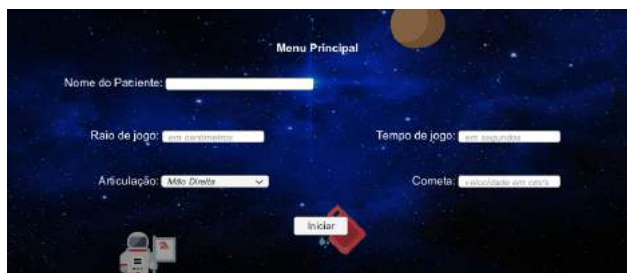 Menu Principal
Nome do Paciente:
Raio de jogo: em centímetros Tempo de jogo: em segundos
Articulação: Mão Direita Cometa: velocidade em cm/s
Iniciar